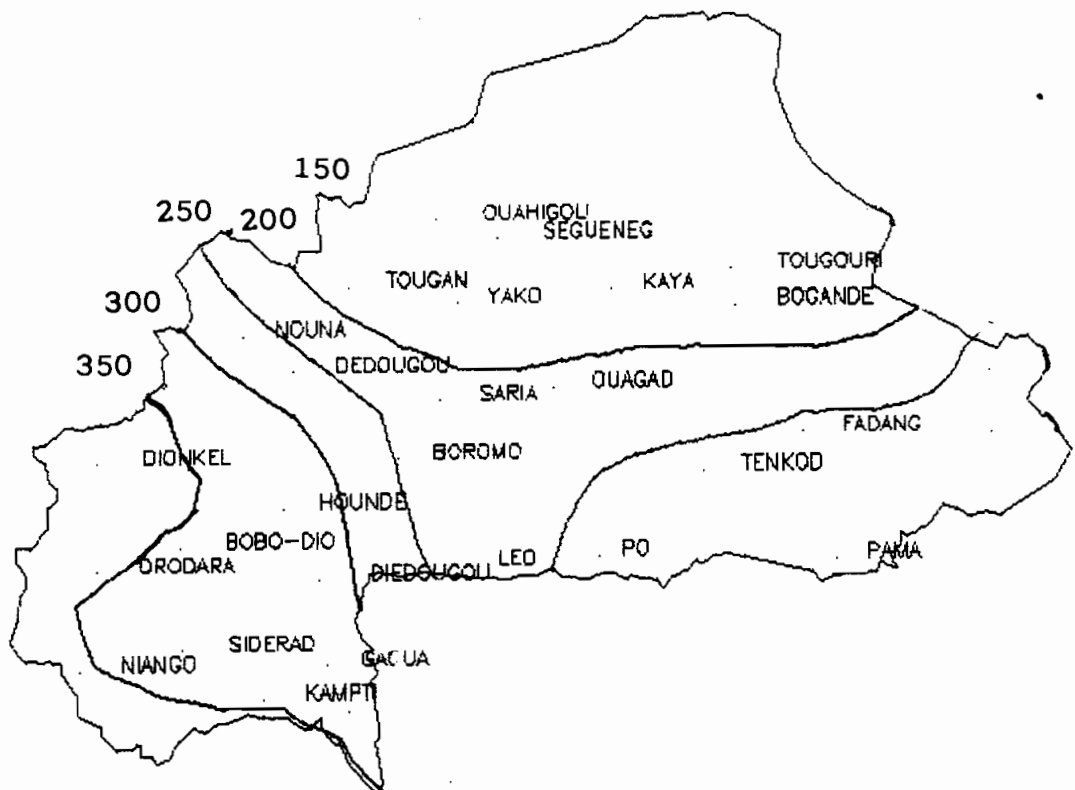 150
250
200
OUAHIGOU
SEGUENEG
TOUGOURI
TOUGAN
KAYA
YAKO
BOGANDE
300
NOUNA
350
DEDOUGOU
OUAGAD
SARIA
FADANG
DIONKEL
BOROMO
TENKOD
HOUNDE
BOBO-DIO
PO
PAMA
LEO
ORODARA
DIEDOUGOU
SIDERAD
GAOUA
NIANGO
KAMPTI